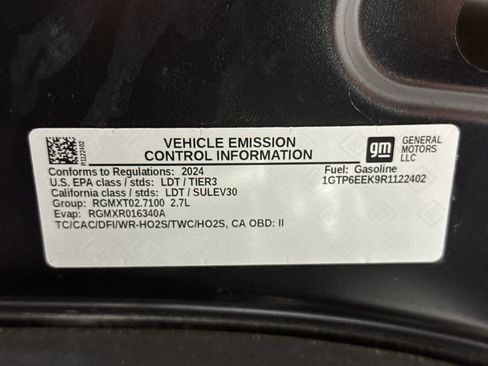 VEHICLE EMISSION
CONTROL INFORMATION
gm GENERAL
MOTORS
LLC
R1122402
Conforms to Regulations: 2024
Fuel: Gasoline
U.S. EPA class / stds: LDT / TIER3
1GTP6EEK9R1122402
California class / stds: LDT / SULEV30
Group: RGMXT02.7100 2.7L
Evap: RGMXR016340A
TC/CAC/DFI/WR-HO2S/TWC/HO2S, CA OBD: II